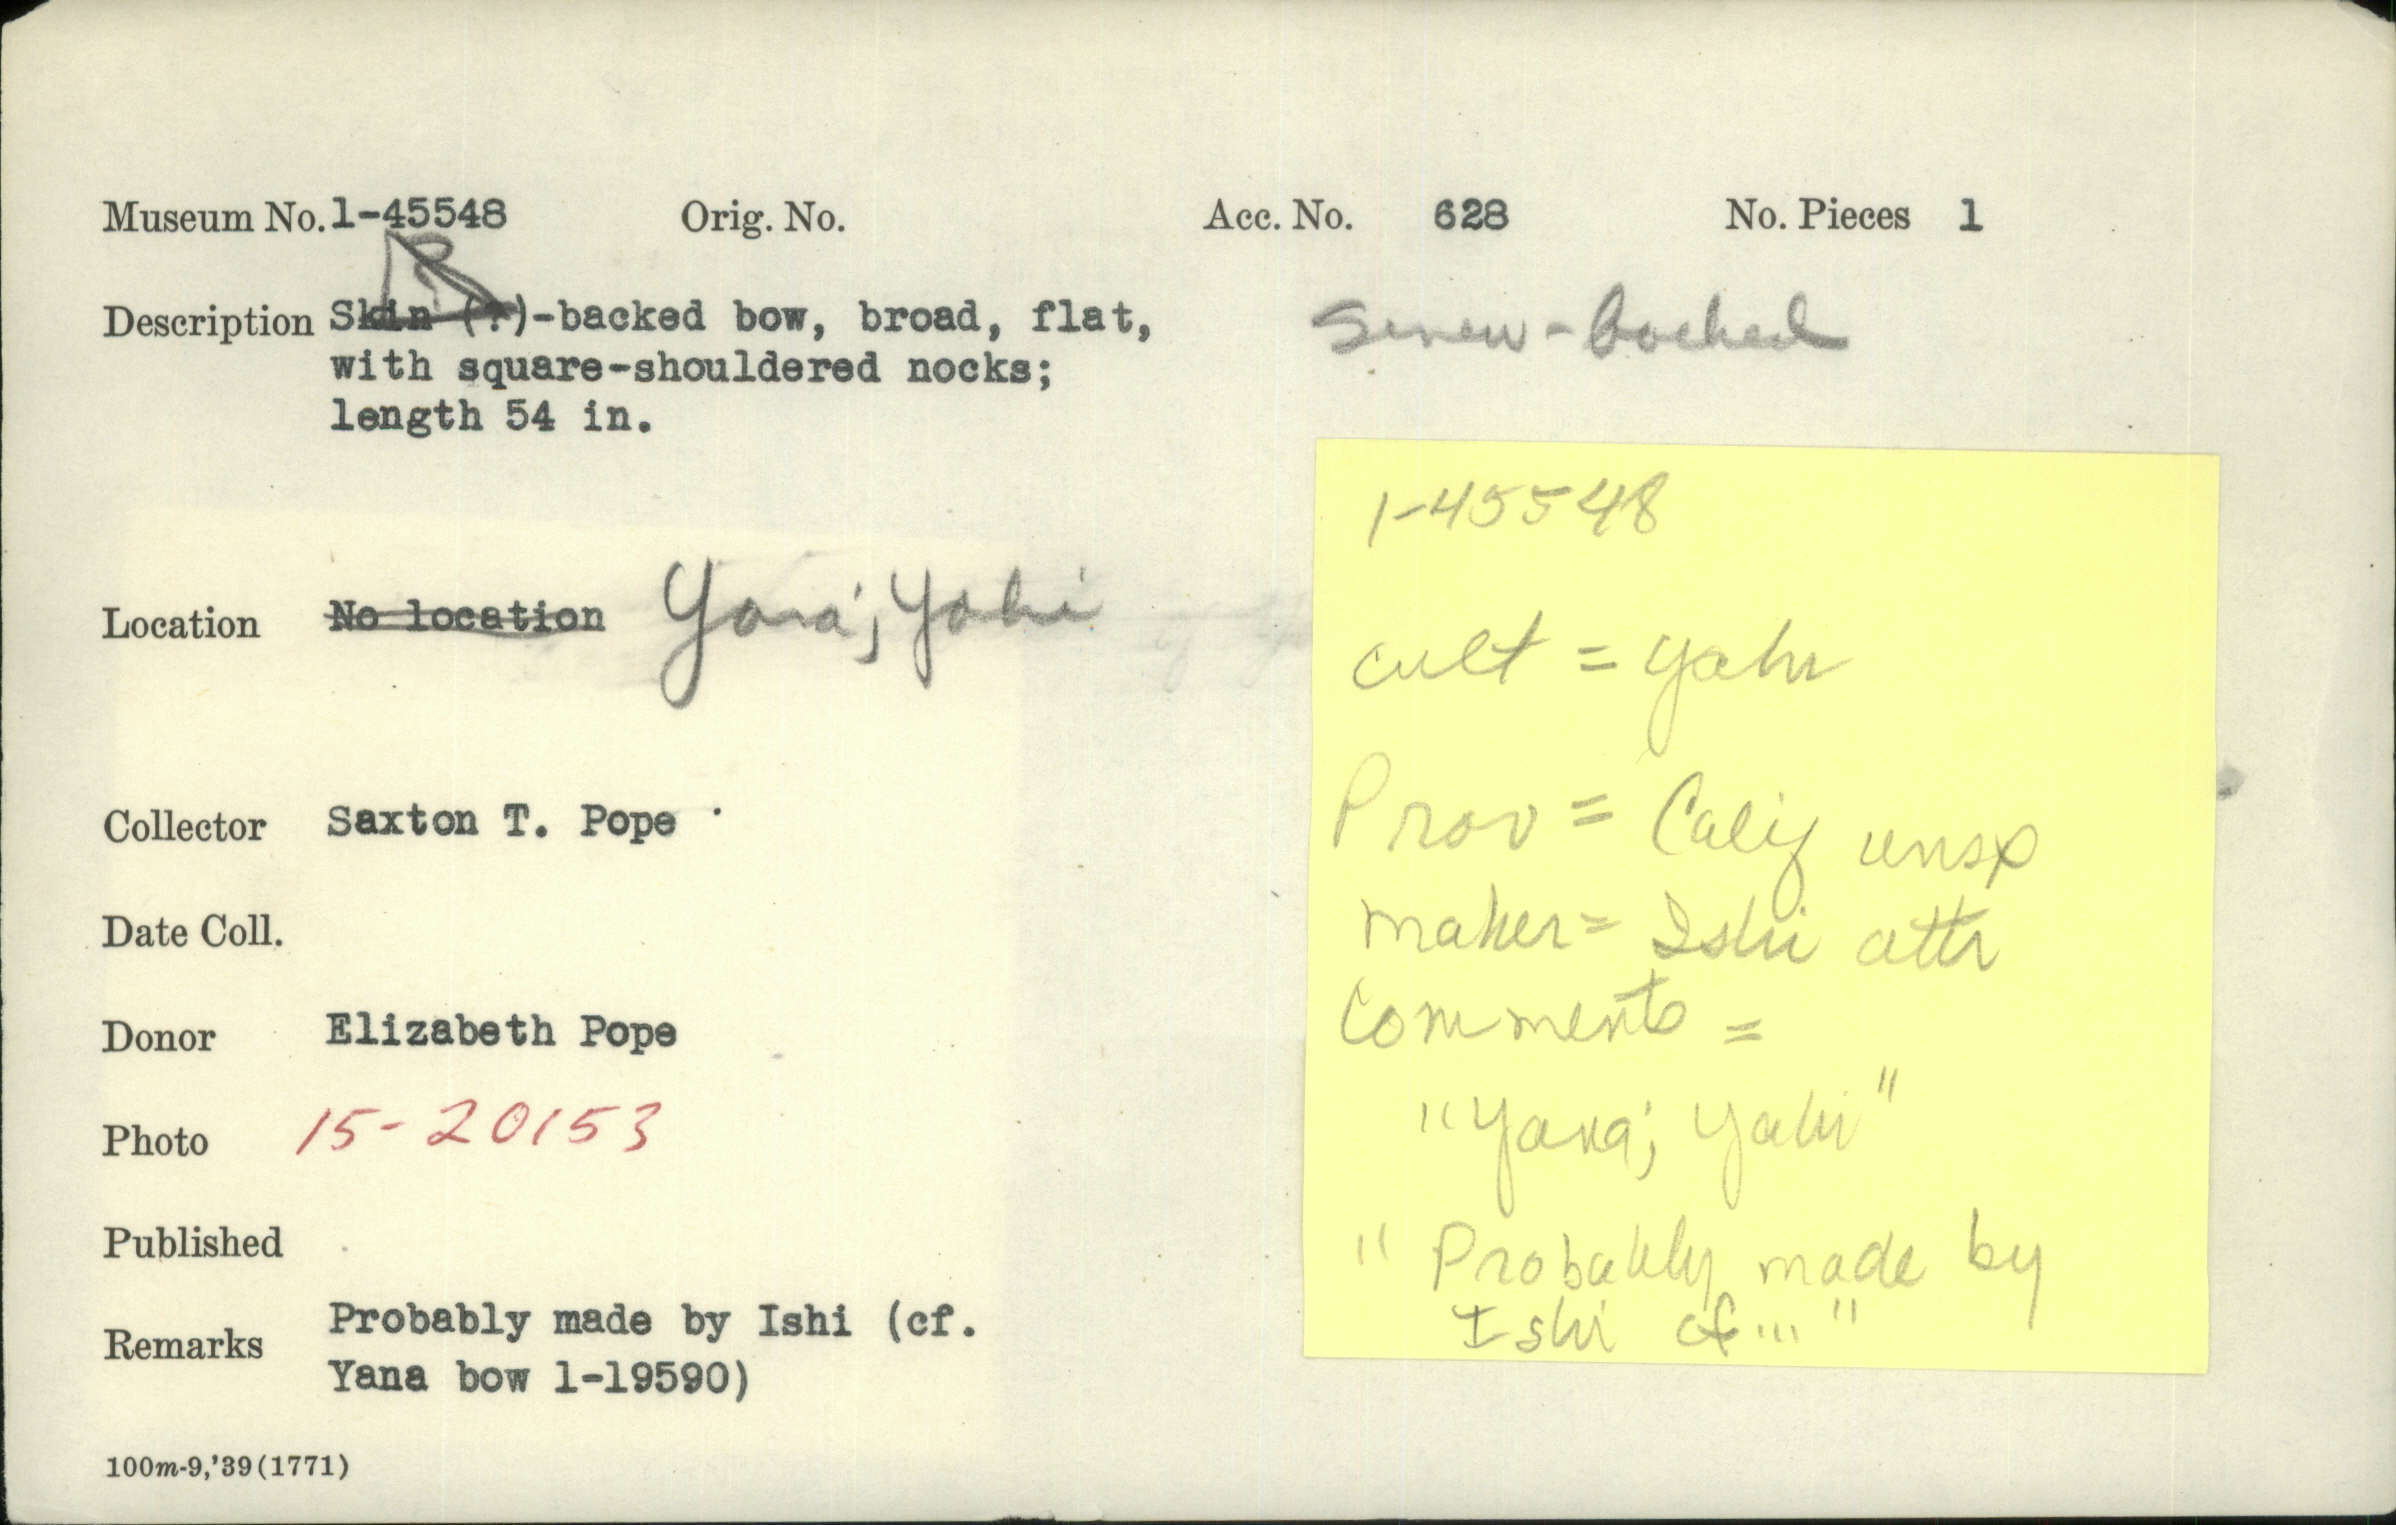 Museum No. 1-45548 Orig. No. Acc. No. 628 No. Pieces 1
Description Skin (?)-backed bow, broad, flat,
with square-shouldered nocks;
length 54 in.
Sinew-backed
Location No location Yana; Yahi
Collector Saxton T. Pope
Date Coll.
Donor Elizabeth Pope
Photo 15-20153
Published
Remarks Probably made by Ishi (cf.
Yana bow 1-19590)
100m-9,'39(1771)
1-45548
cult = Yahi
Prov = Calif unsp
maker = Ishi attr
Comments =
"Yana; Yahi"
"Probably made by
Ishi cf..."